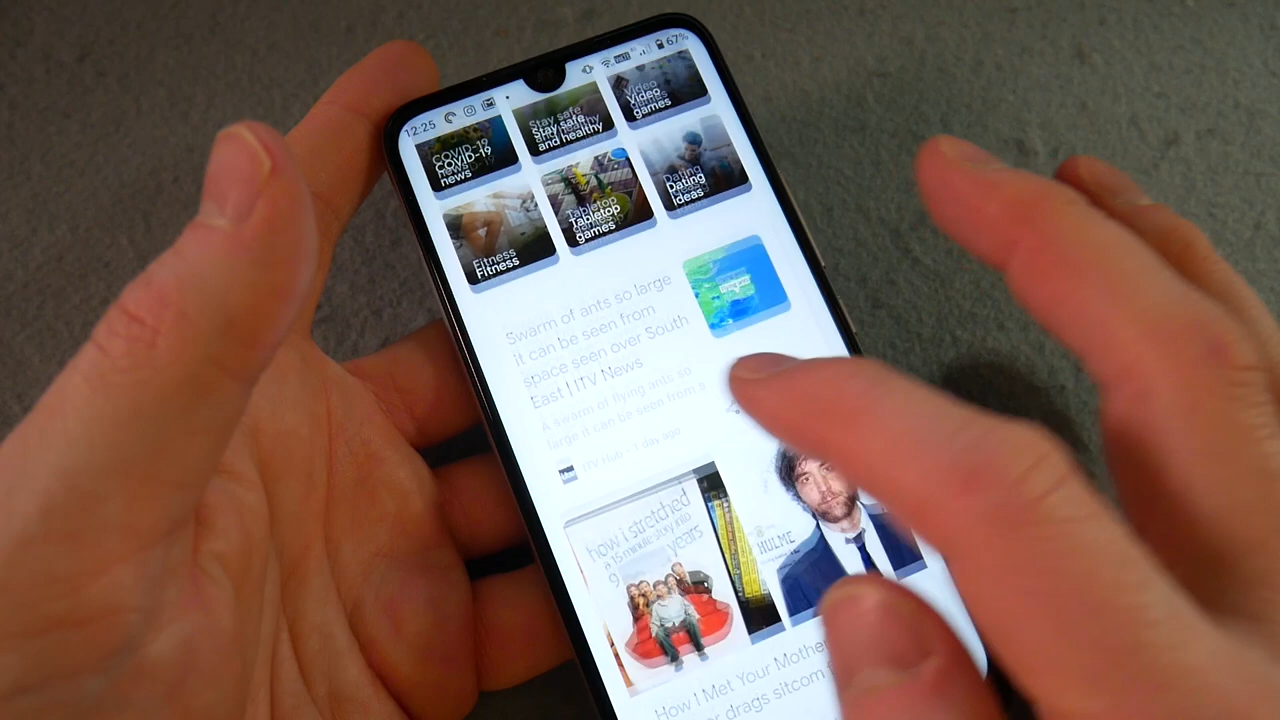 12:25
67%
COVID-19
news
Stay safe
and healthy
Video
games
Fitness
Tabletop
games
Dating
Ideas
Swarm of ants so large
it can be seen from
space seen over South
East | ITV News
A swarm of flying ants so
large it can be seen from a
ITV Hub - 1 day ago
how i stretched
a 15 minute story into
9 years
HULME
How I Met Your Mother
drags sitcom